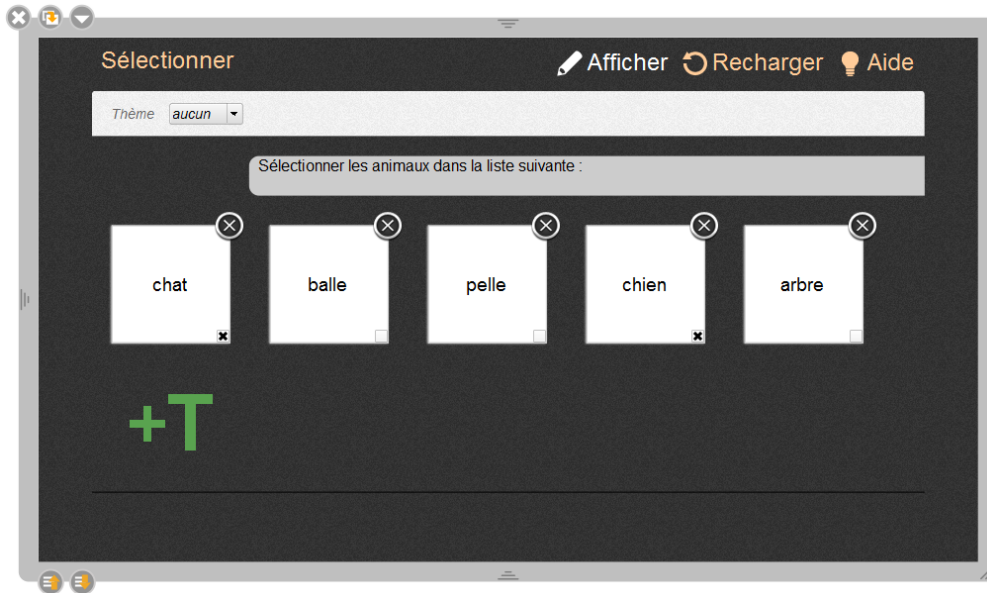 Sélectionner Afficher Recharger Aide
Thème aucun
Sélectionner les animaux dans la liste suivante :
chat balle pelle chien arbre
+T